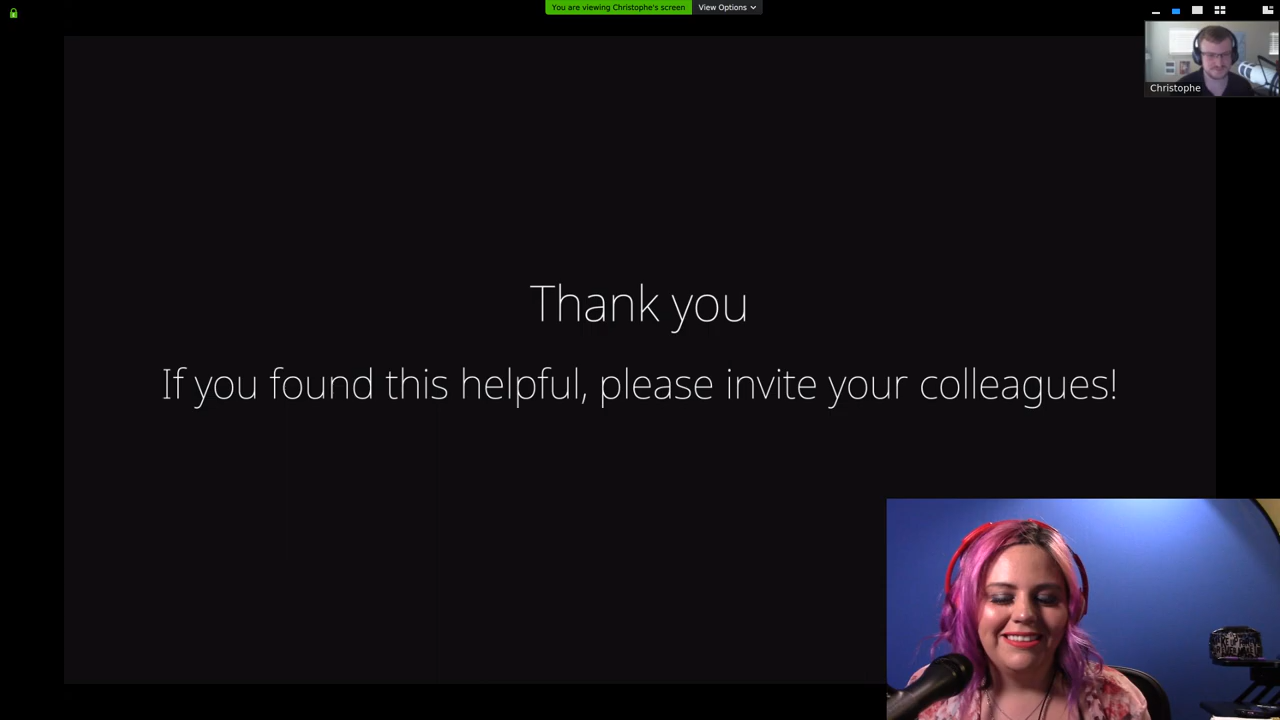 You are viewing Christophe's screen
View Options
Christophe
Thank you
If you found this helpful, please invite your colleagues!